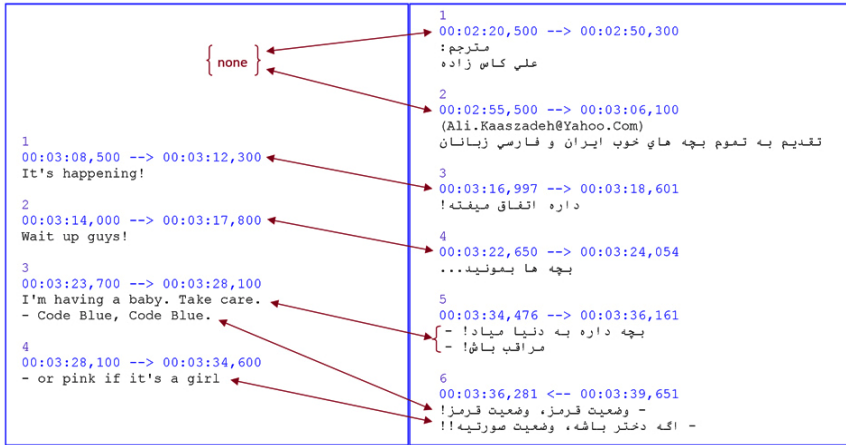 { none }
1
00:03:08,500 --> 00:03:12,300
It's happening!
2
00:03:14,000 --> 00:03:17,800
Wait up guys!
3
00:03:23,700 --> 00:03:28,100
I'm having a baby. Take care.
- Code Blue, Code Blue.
4
00:03:28,100 --> 00:03:34,600
- or pink if it's a girl
1
00:02:20,500 --> 00:02:50,300
مترجم:
علي كاس زاده
2
00:02:55,500 --> 00:03:06,100
(Ali.Kaaszadeh@Yahoo.Com)
تقديم به تموم بچه هاي خوب ايران و فارسي زبانان
3
00:03:16,997 --> 00:03:18,601
داره اتفاق ميفته!
4
00:03:22,650 --> 00:03:24,054
بچه ها بمونيد...
5
00:03:34,476 --> 00:03:36,161
بچه داره به دنيا مياد! -
مراقب باش! -
6
00:03:36,281 <-- 00:03:39,651
- وضعيت قرمز، وضعيت قرمز!
- اگه دختر باشه، وضعيت صورتيه!!